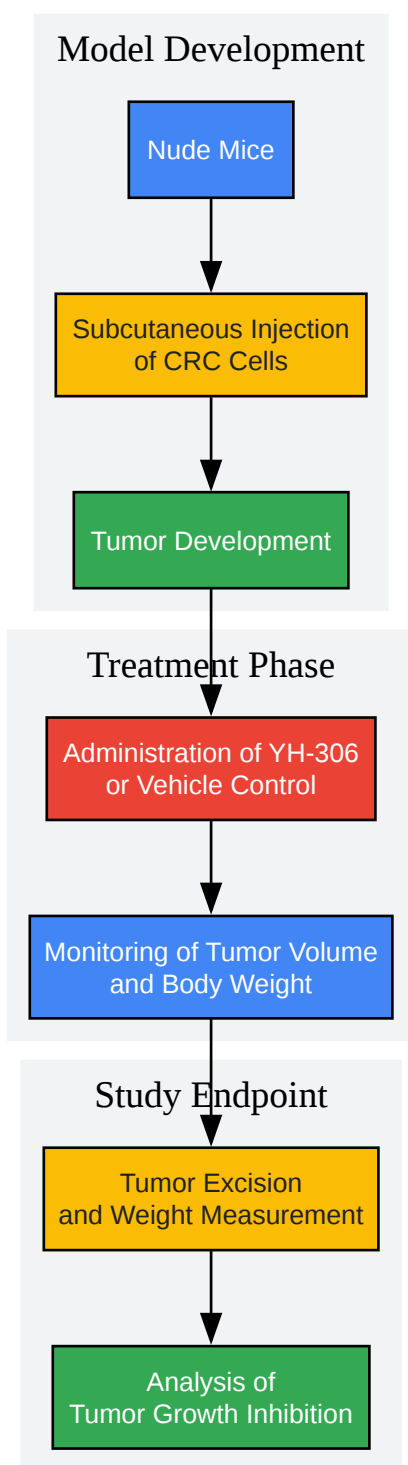 Model Development
Nude Mice
Subcutaneous Injection
of CRC Cells
Tumor Development
Treatment Phase
Administration of YH-306
or Vehicle Control
Monitoring of Tumor Volume
and Body Weight
Study Endpoint
Tumor Excision
and Weight Measurement
Analysis of
Tumor Growth Inhibition